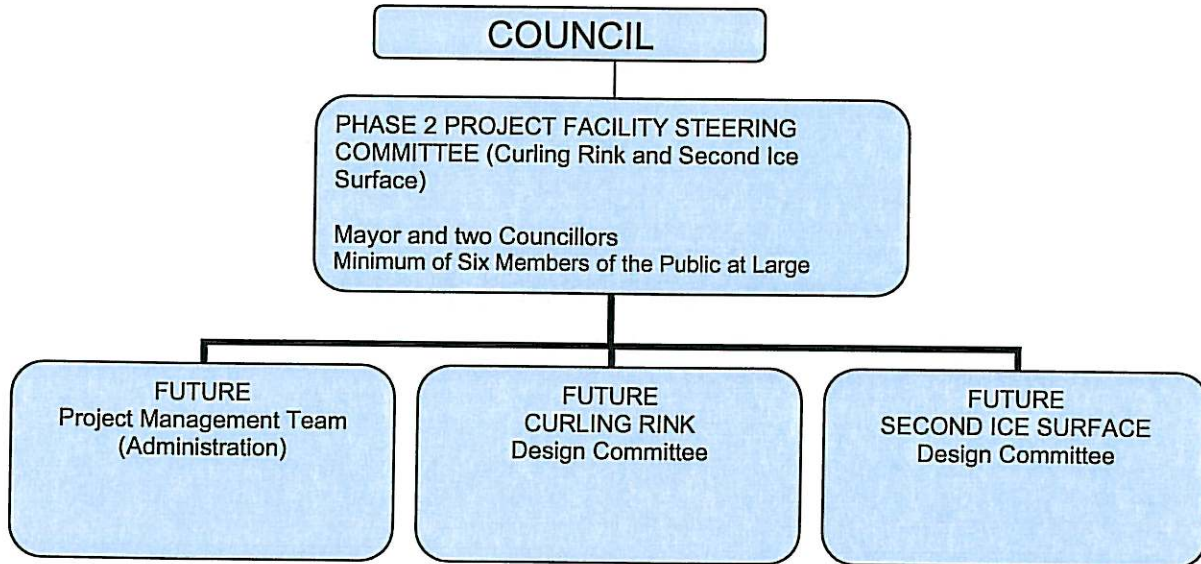 COUNCIL
PHASE 2 PROJECT FACILITY STEERING
COMMITTEE (Curling Rink and Second Ice
Surface)
Mayor and two Councillors
Minimum of Six Members of the Public at Large
FUTURE
Project Management Team
(Administration)
FUTURE
CURLING RINK
Design Committee
FUTURE
SECOND ICE SURFACE
Design Committee